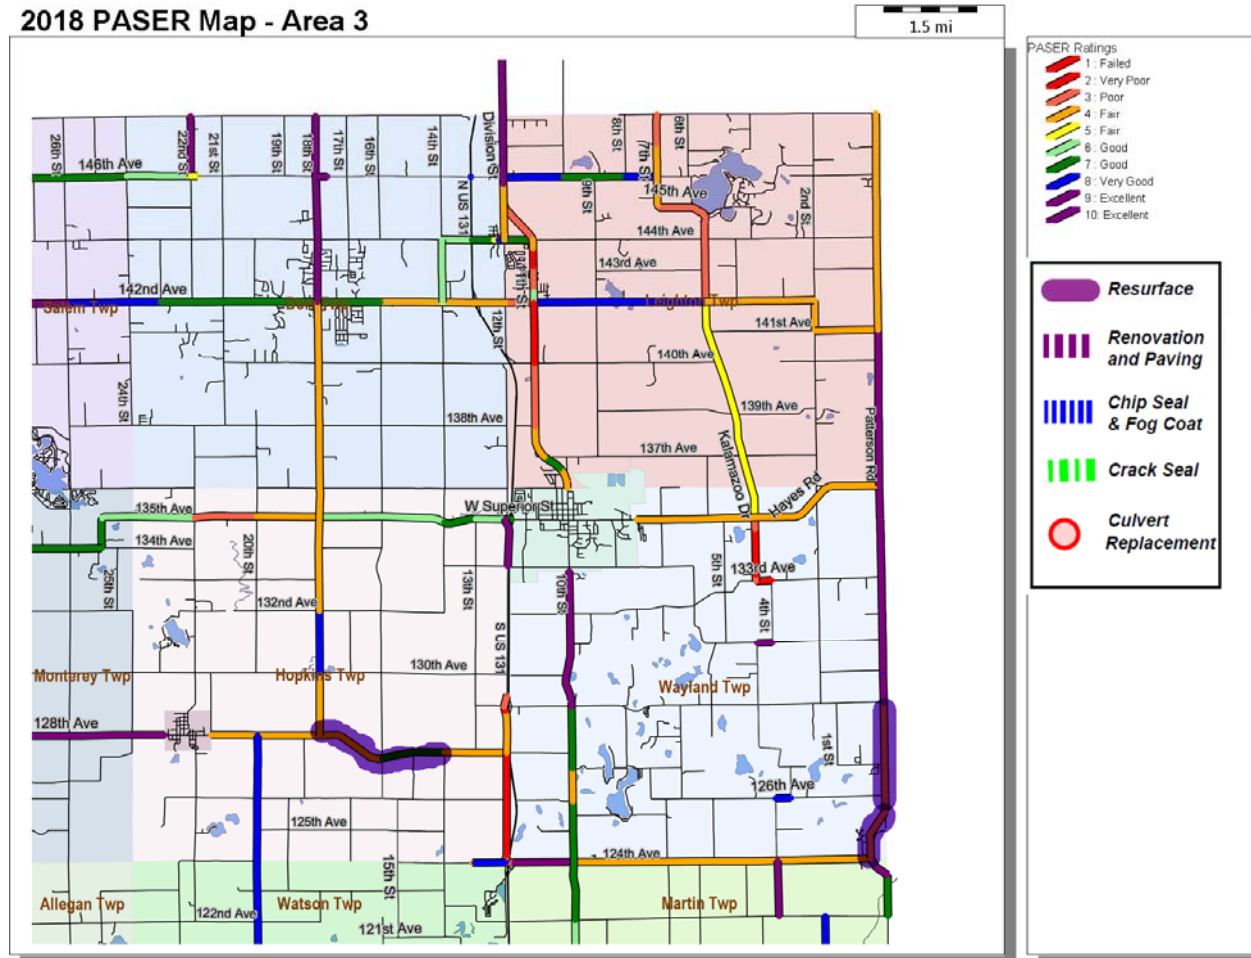 2018 PASER Map - Area 3
1.5 mi
PASER Ratings
1 : Failed
2 : Very Poor
3 : Poor
4 : Fair
5 : Fair
6 : Good
7 : Good
8 : Very Good
9 : Excellent
10: Excellent
Resurface
Renovation
and Paving
Chip Seal
& Fog Coat
Crack Seal
Culvert
Replacement
26th St
22nd St
21st St
19th St
18th St
17th St
16th St
14th St
Division St
8th St
7th St
6th St
146th Ave
N US 131
9th St
145th Ave
2nd St
144th Ave
143rd Ave
11th St
142nd Ave
Salem Twp
Leighton Twp
12th St
141st Ave
140th Ave
24th St
138th Ave
139th Ave
137th Ave
Kalamazoo Dr
Patterson Rd
Hayes Rd
W Superior St
135th Ave
134th Ave
20th St
25th St
13th St
10th St
5th St
133rd Ave
4th St
132nd Ave
S US 131
130th Ave
Monterey Twp
Hopkins Twp
Wayland Twp
128th Ave
1st St
126th Ave
125th Ave
124th Ave
15th St
Allegan Twp
Watson Twp
Martin Twp
122nd Ave
121st Ave